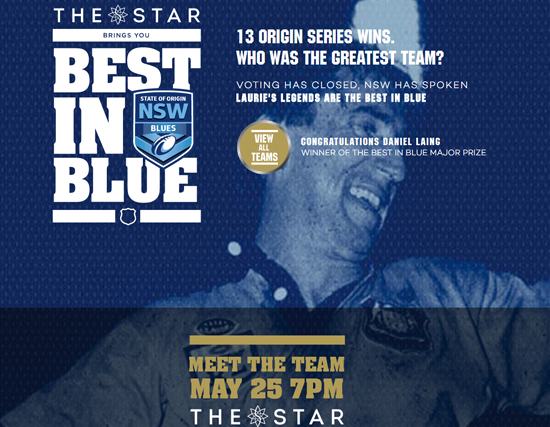 THE STAR
BRINGS YOU
BEST
IN
BLUE
STATE OF ORIGIN
NSW
BLUES
13 ORIGIN SERIES WINS.
WHO WAS THE GREATEST TEAM?
VOTING HAS CLOSED, NSW HAS SPOKEN
LAURIE'S LEGENDS ARE THE BEST IN BLUE
VIEW
ALL
TEAMS
CONGRATULATIONS DANIEL LAING
WINNER OF THE BEST IN BLUE MAJOR PRIZE
MEET THE TEAM
MAY 25 7PM
THE STAR